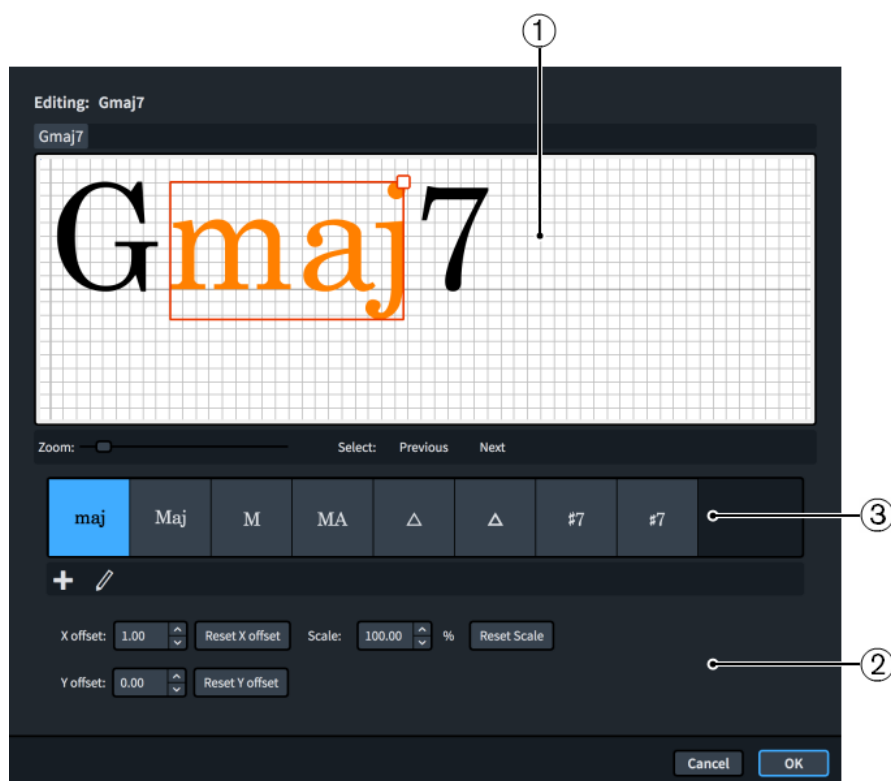 ①
Editing: Gmaj7
Gmaj7
Gmaj7
Zoom: Select: Previous Next
maj Maj M MA △ △ ♯7 ♯7
③
X offset: 1.00 Reset X offset Scale: 100.00 % Reset Scale
②
Y offset: 0.00 Reset Y offset
Cancel OK